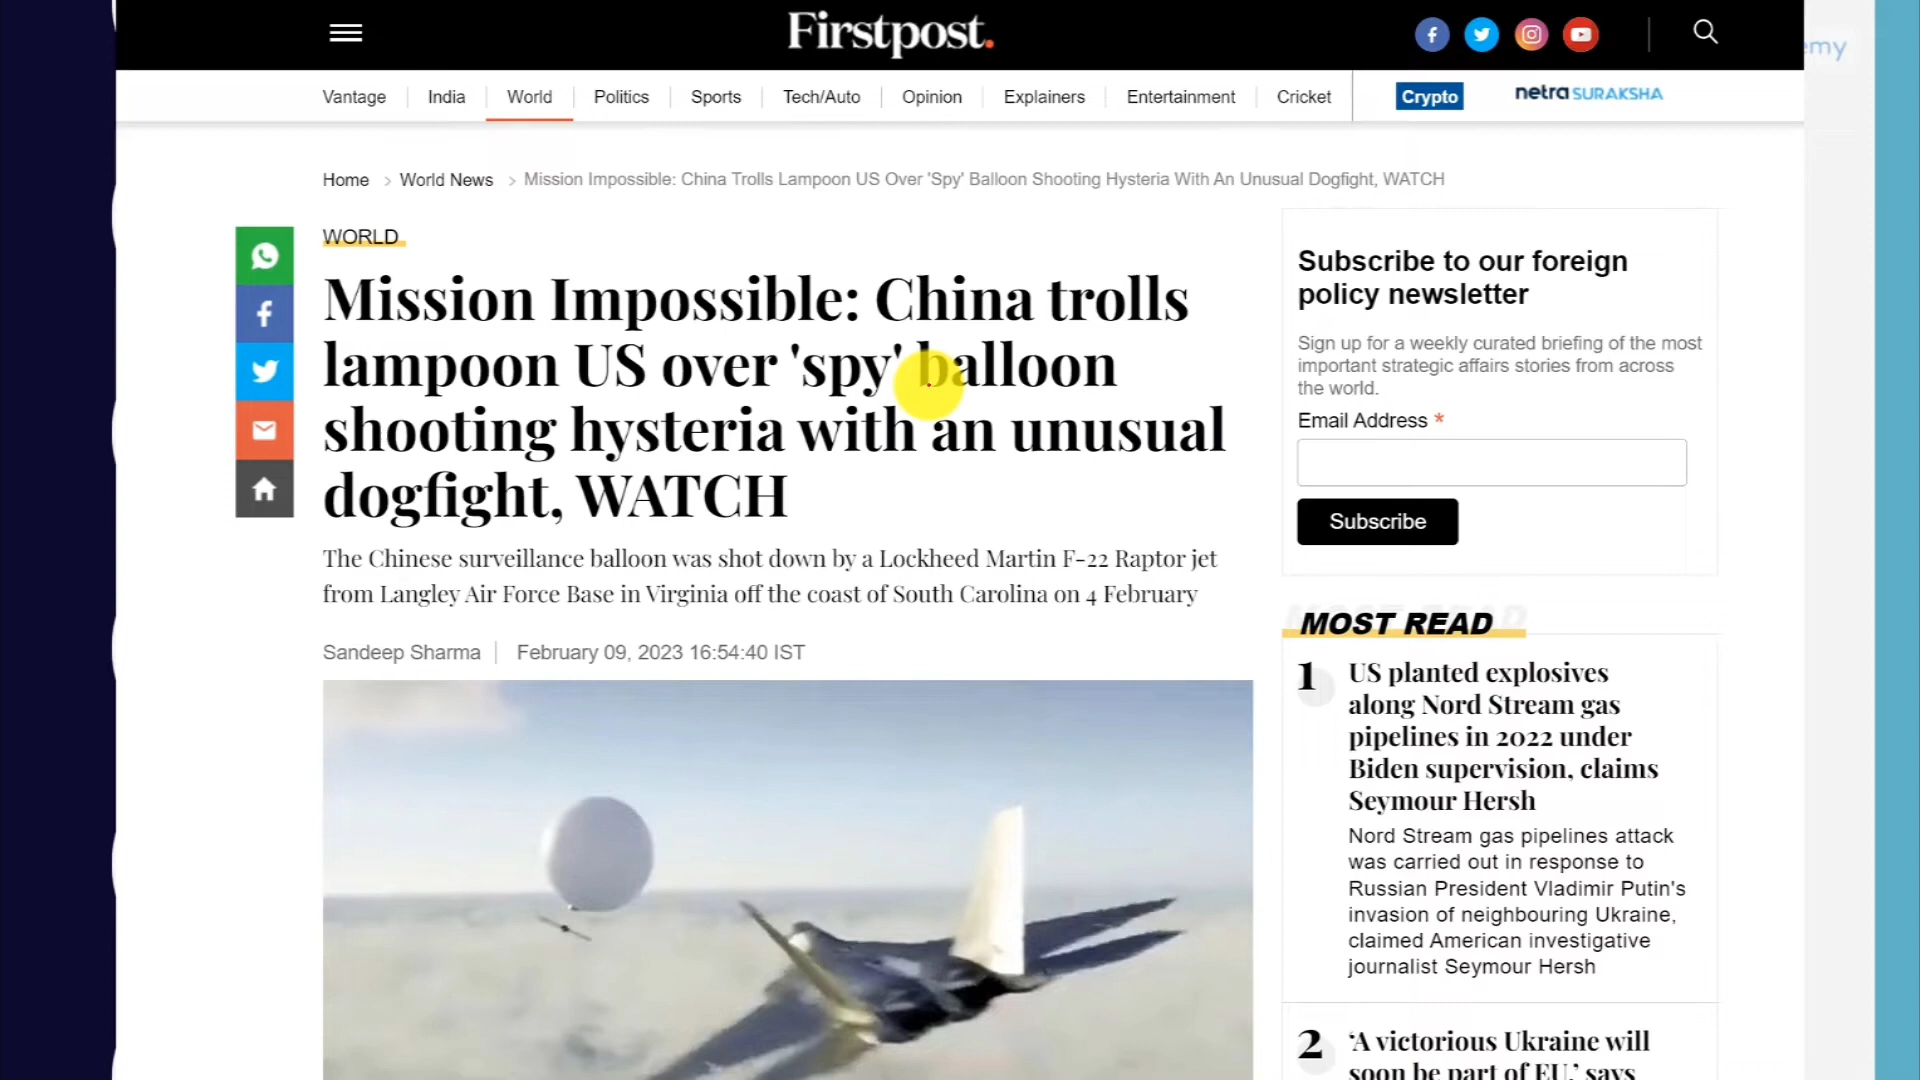 Firstpost.
emy
Vantage India World Politics Sports Tech/Auto Opinion Explainers Entertainment Cricket Crypto netra SURAKSHA
Home > World News > Mission Impossible: China Trolls Lampoon US Over 'Spy' Balloon Shooting Hysteria With An Unusual Dogfight, WATCH
WORLD
Mission Impossible: China trolls
lampoon US over 'spy' balloon
shooting hysteria with an unusual
dogfight, WATCH
The Chinese surveillance balloon was shot down by a Lockheed Martin F-22 Raptor jet
from Langley Air Force Base in Virginia off the coast of South Carolina on 4 February
Sandeep Sharma | February 09, 2023 16:54:40 IST
Subscribe to our foreign
policy newsletter
Sign up for a weekly curated briefing of the most
important strategic affairs stories from across
the world.
Email Address *
Subscribe
MOST READ
1 US planted explosives
along Nord Stream gas
pipelines in 2022 under
Biden supervision, claims
Seymour Hersh
Nord Stream gas pipelines attack
was carried out in response to
Russian President Vladimir Putin's
invasion of neighbouring Ukraine,
claimed American investigative
journalist Seymour Hersh
2 ‘A victorious Ukraine will
soon be part of EU,’ says